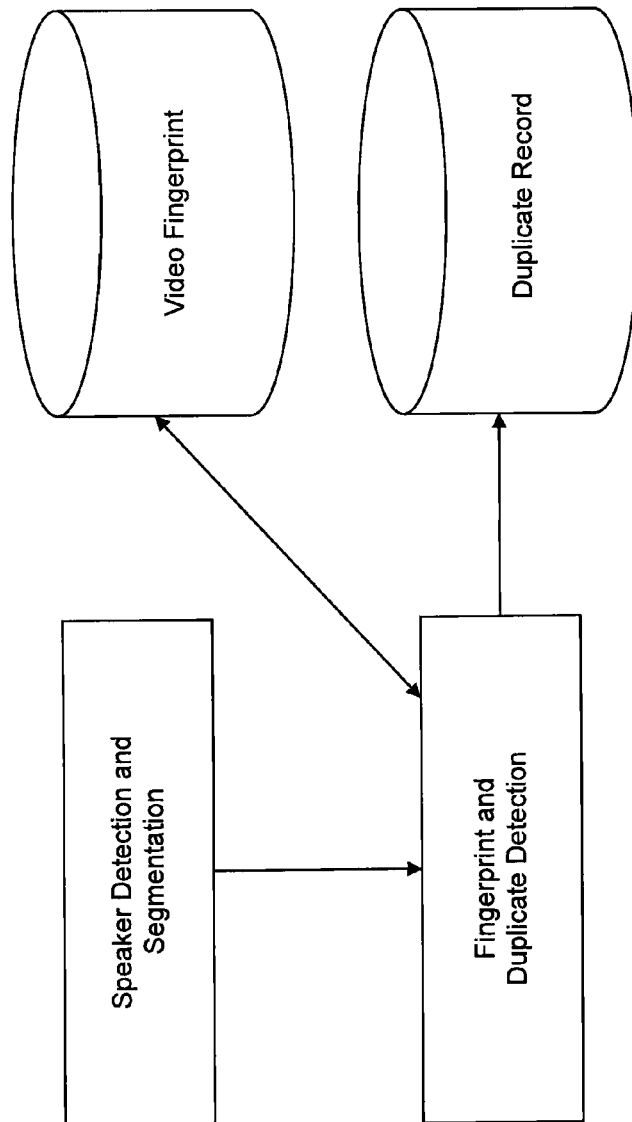 Speaker Detection and
Segmentation
Video Fingerprint
Fingerprint and
Duplicate Detection
Duplicate Record